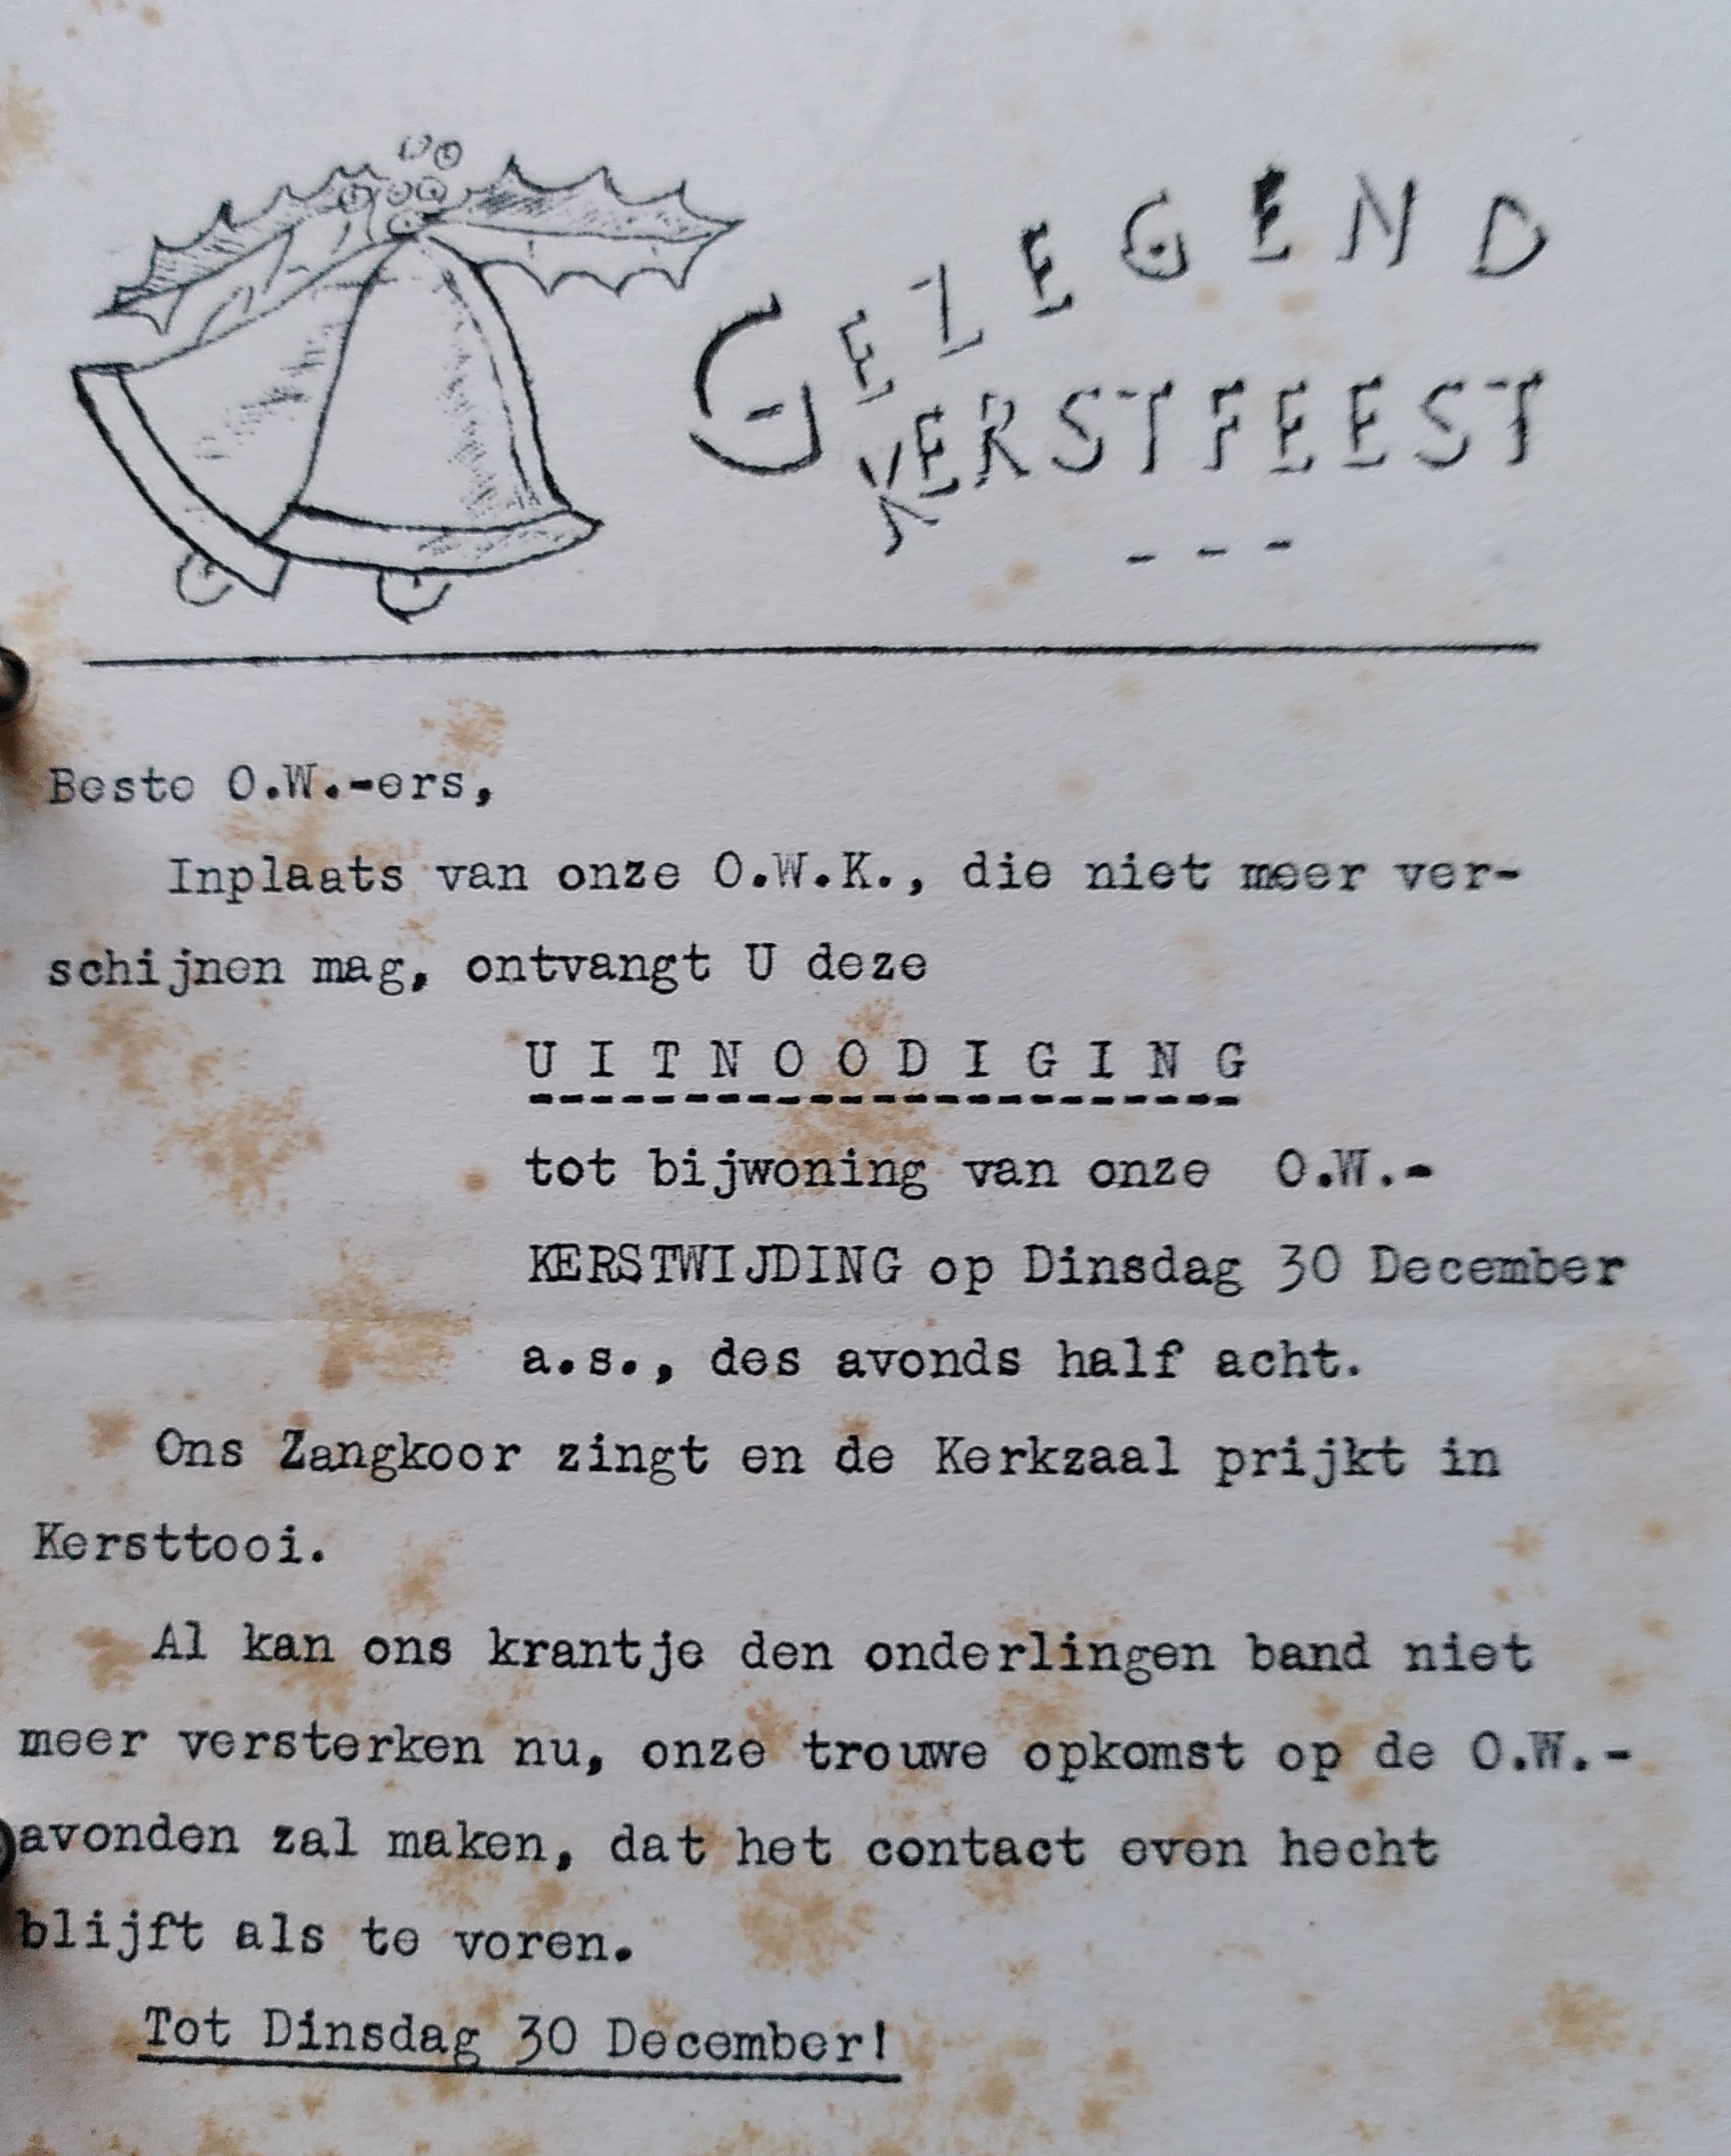 GEZEGEND
KERSTFEEST
- - -
Beste O.W.-ers,
Inplaats van onze O.W.K., die niet meer ver-
schijnen mag, ontvangt U deze
U I T N O O D I G I N G
tot bijwoning van onze O.W.-
KERSTWIJDING op Dinsdag 30 December
a.s., des avonds half acht.
Ons Zangkoor zingt en de Kerkzaal prijkt in
Kersttooi.
Al kan ons krantje den onderlingen band niet
meer versterken nu, onze trouwe opkomst op de O.W.-
avonden zal maken, dat het contact even hecht
blijft als te voren.
Tot Dinsdag 30 December!